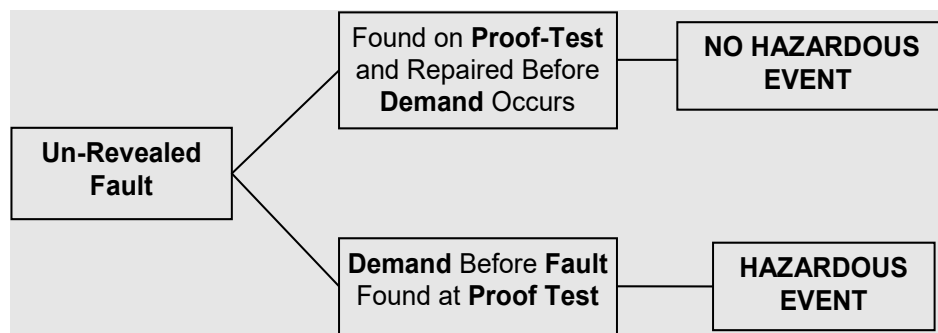 Found on Proof-Test
and Repaired Before
Demand Occurs
NO HAZARDOUS
EVENT
Un-Revealed
Fault
Demand Before Fault
Found at Proof Test
HAZARDOUS
EVENT